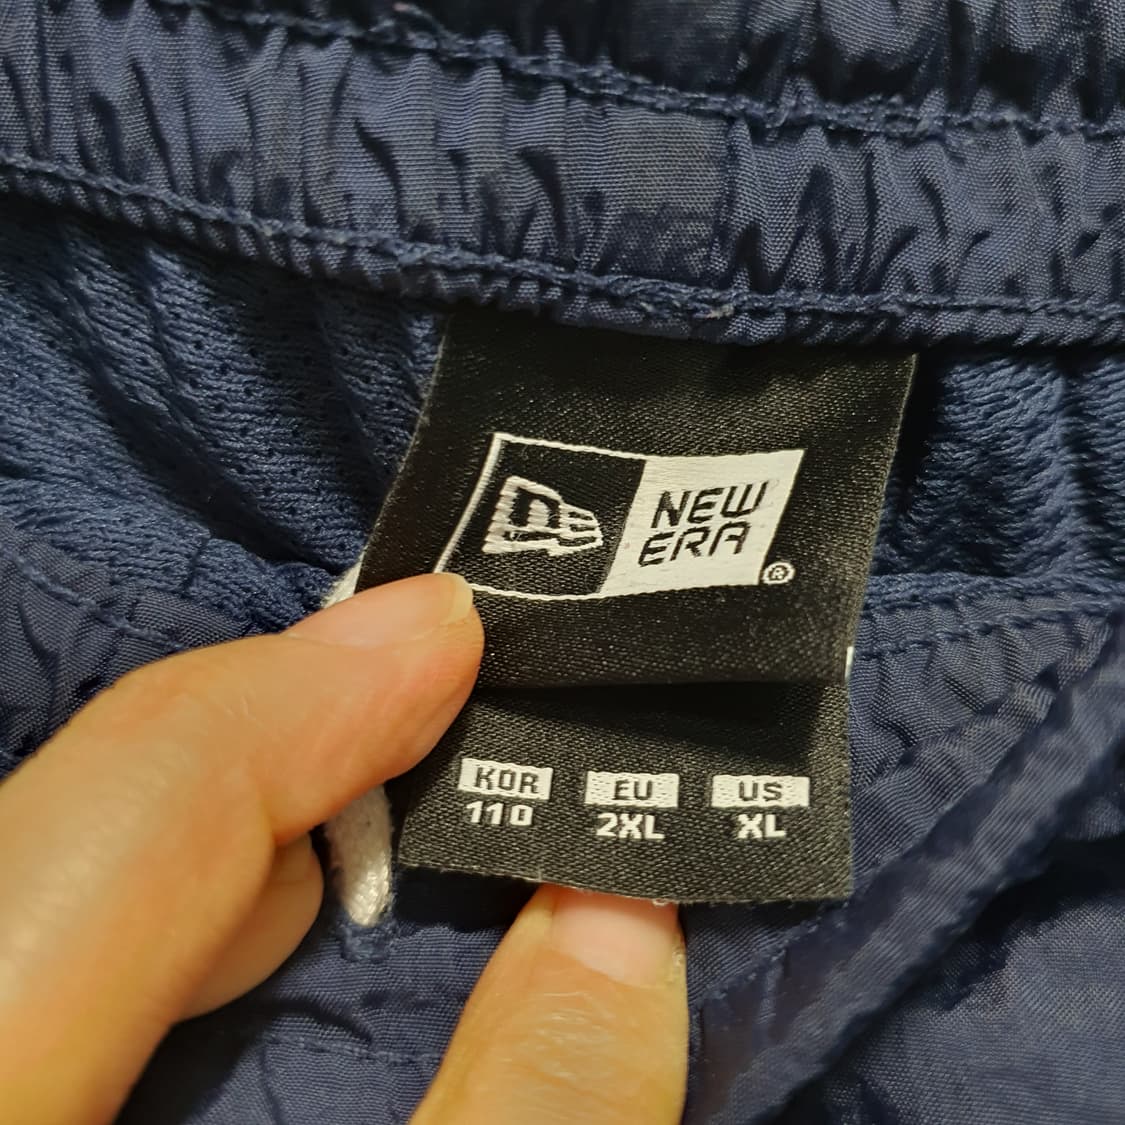 NEW
ERA
®
KOR EU US
110 2XL XL